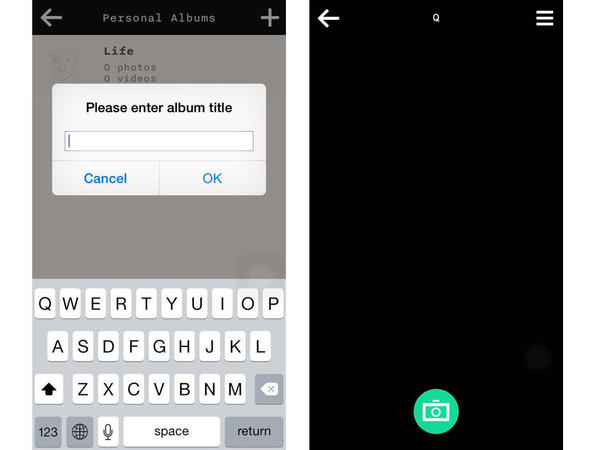 Personal Albums
Life
0 photos
0 videos
Please enter album title
Cancel OK
Q W E R T Y U I O P
A S D F G H J K L
Z X C V B N M
123 space return
Q